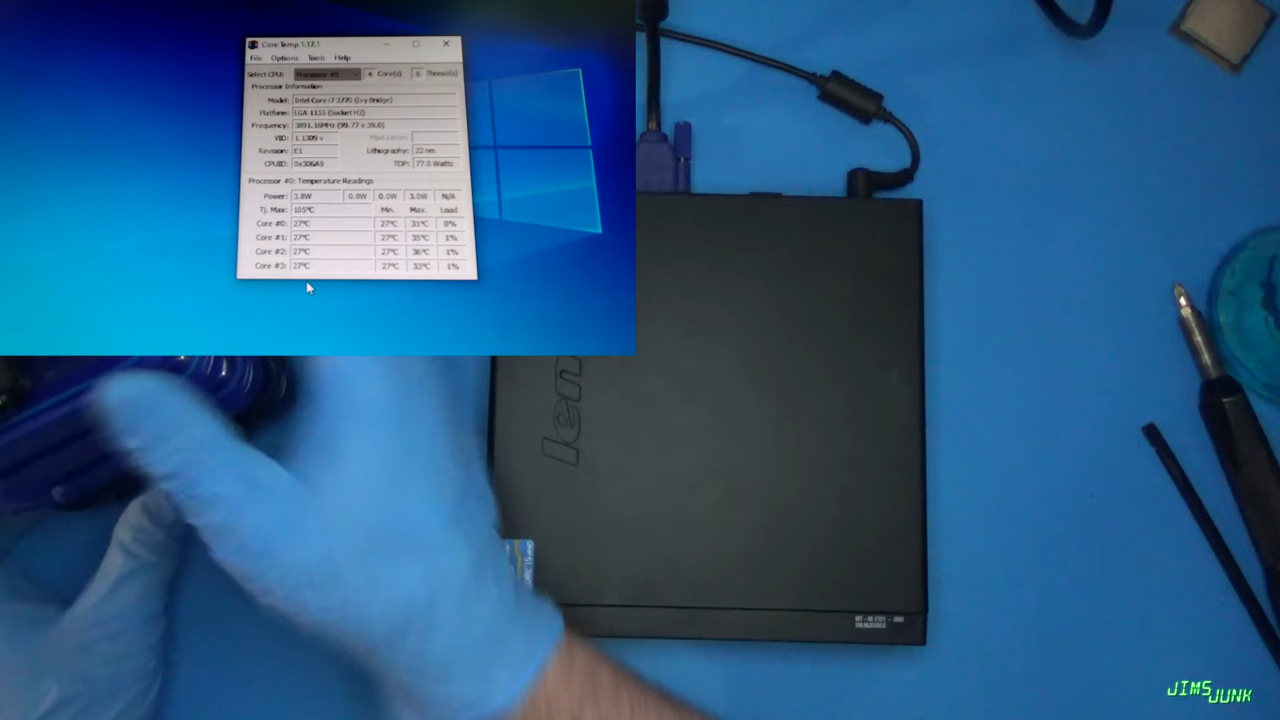 Core Temp 1.17.1
File Options Tools Help
Select CPU: Processor #0 4 Core(s) 8 Thread(s)
Processor Information
Model: Intel Core i7 3770 (Ivy Bridge)
Platform: LGA 1155 (Socket H2)
Frequency: 3891.16MHz (99.77 x 39.0)
VID: 1.1309 v Modulation:
Revision: E1 Lithography: 22 nm
CPUID: 0x306A9 TDP: 77.0 Watts
Processor #0: Temperature Readings
Power: 3.8W 0.8W 0.0W 3.0W N/A
Tj. Max: 105°C Min. Max. Load
Core #0: 27°C 27°C 31°C 0%
Core #1: 27°C 27°C 35°C 1%
Core #2: 27°C 27°C 36°C 1%
Core #3: 27°C 27°C 33°C 1%
len
JIMS JUNK